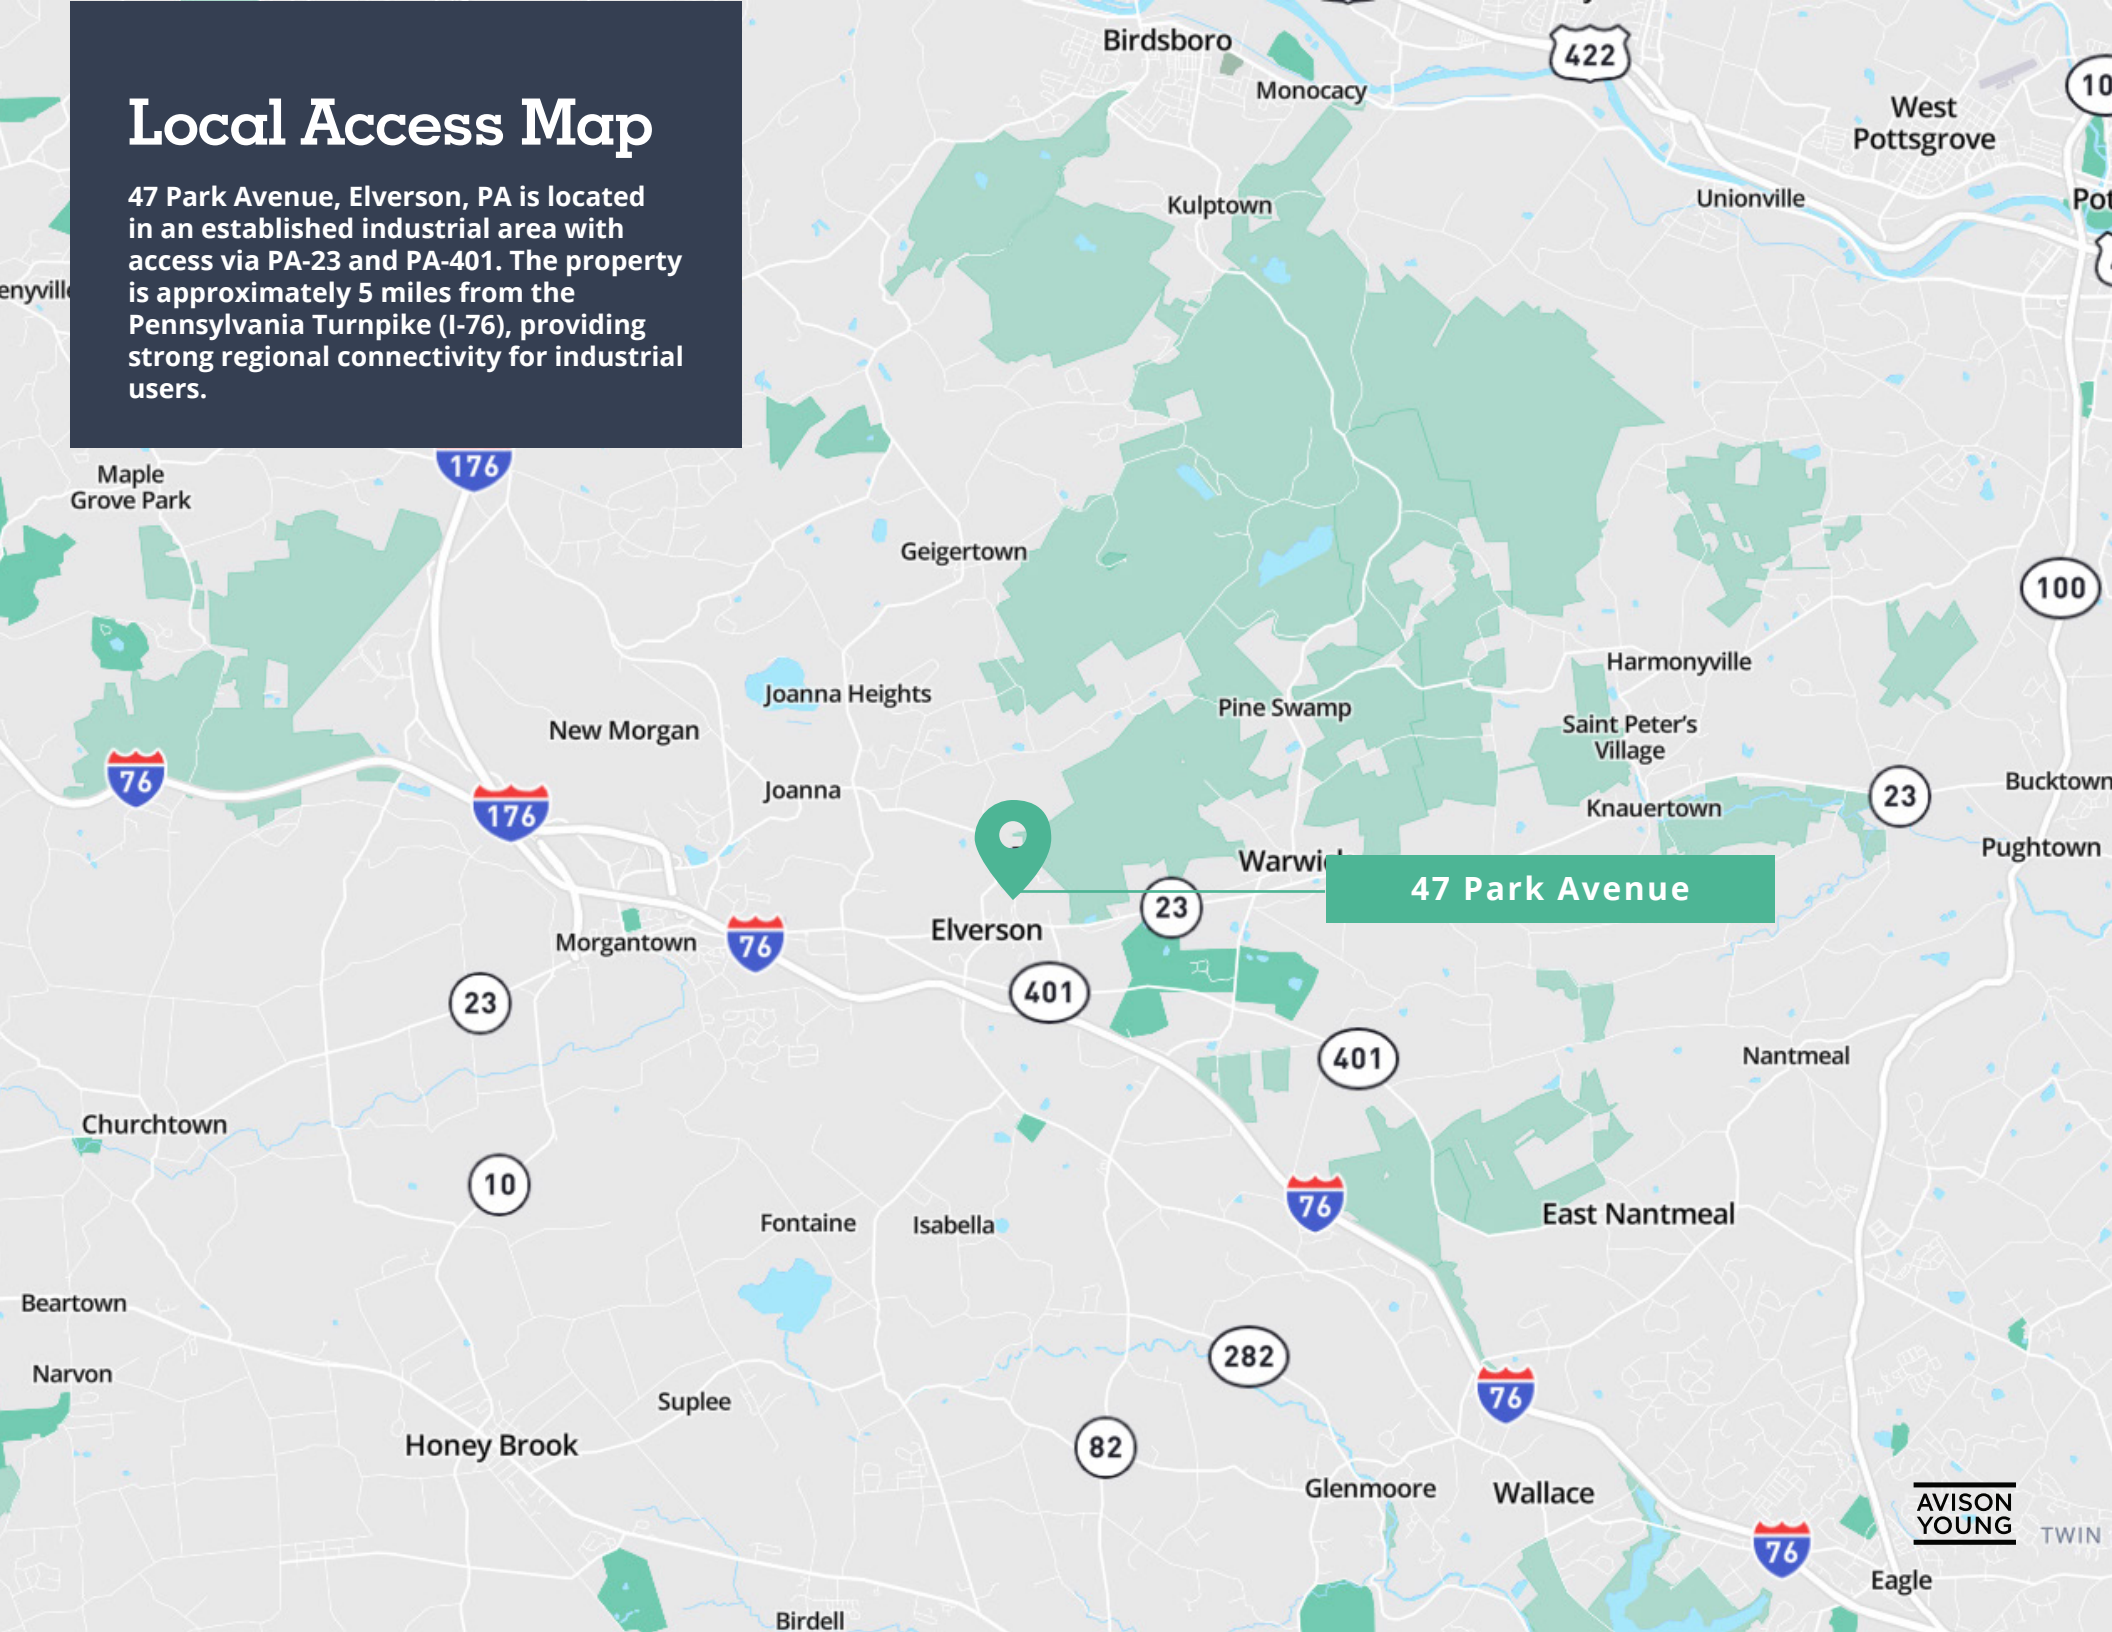 Local Access Map
47 Park Avenue, Elverson, PA is located
in an established industrial area with
access via PA-23 and PA-401. The property
is approximately 5 miles from the
Pennsylvania Turnpike (I-76), providing
strong regional connectivity for industrial
users.
Birdsboro
422
Monocacy
10
West
Pottsgrove
Kulptown
Unionville
Pot
enyville
176
Maple
Grove Park
Geigertown
100
Harmonyville
Joanna Heights
Pine Swamp
New Morgan
Saint Peter's
Village
76
176
Joanna
Bucktown
23
Knauertown
Pughtown
Warwic
47 Park Avenue
23
Elverson
Morgantown
76
401
23
401
Nantmeal
Churchtown
10
76
East Nantmeal
Fontaine
Isabella
Beartown
282
Narvon
76
Suplee
Honey Brook
82
Glenmoore
Wallace
AVISON
YOUNG
TWIN
76
Eagle
Birdell